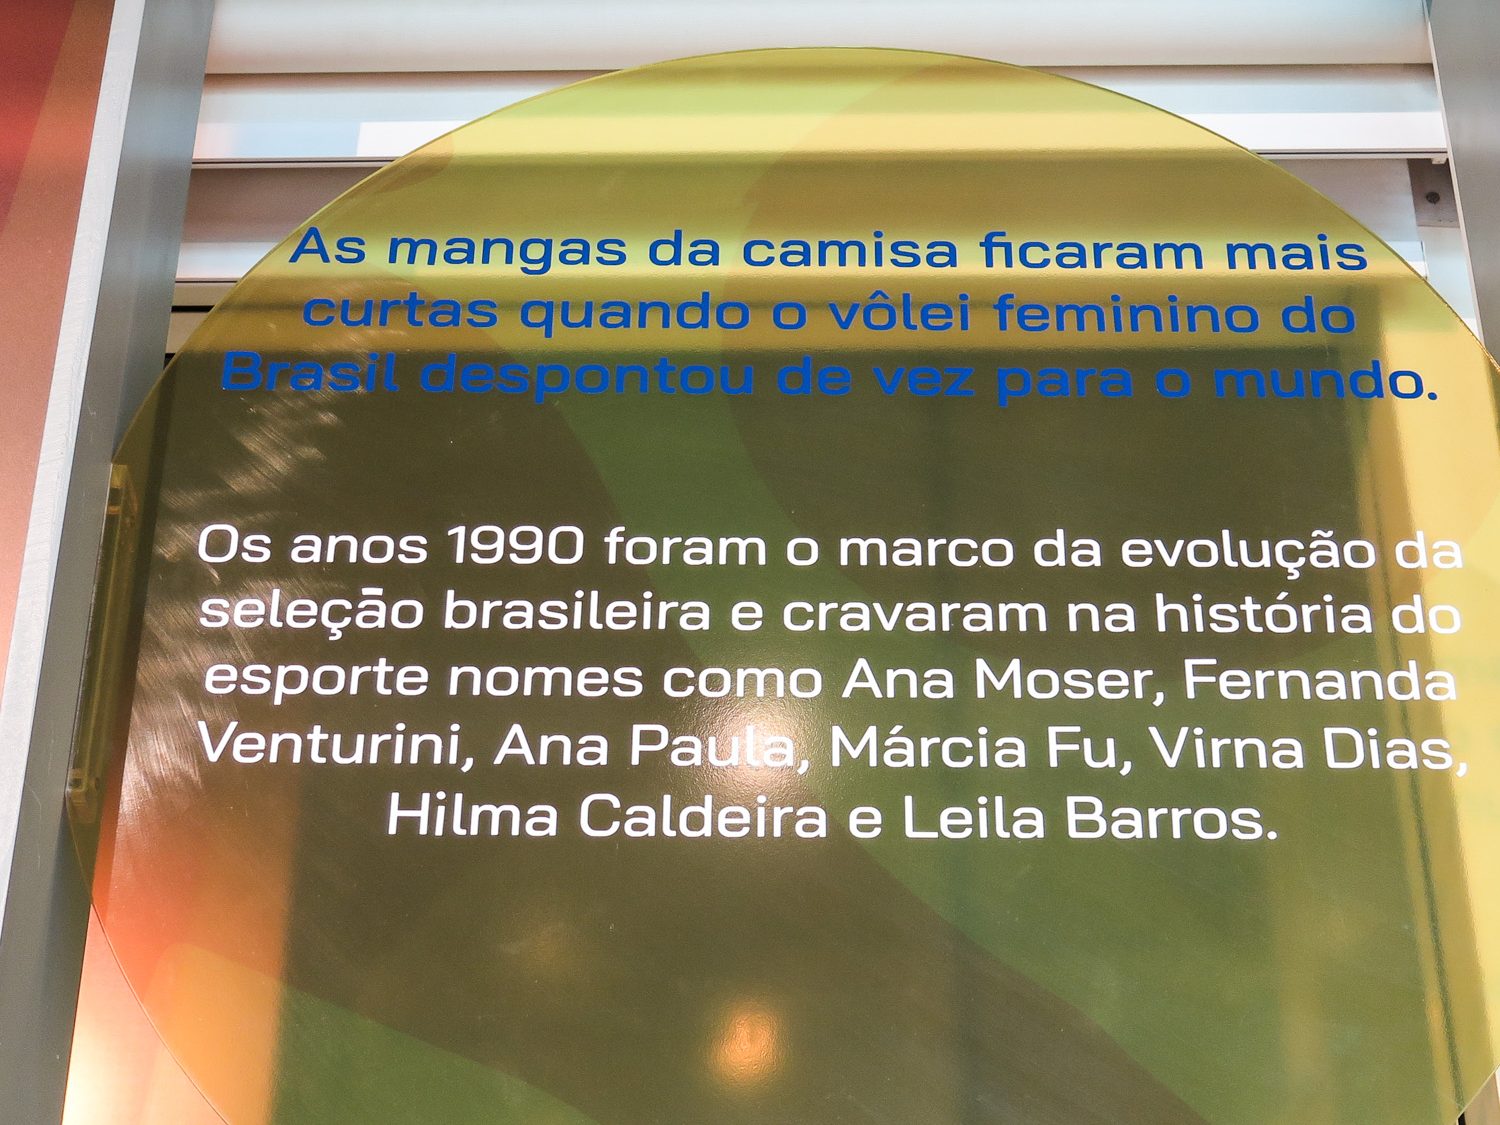 As mangas da camisa ficaram mais
curtas quando o vôlei feminino do
Brasil despontou de vez para o mundo.
Os anos 1990 foram o marco da evolução da
seleção brasileira e cravaram na história do
esporte nomes como Ana Moser, Fernanda
Venturini, Ana Paula, Márcia Fu, Virna Dias,
Hilma Caldeira e Leila Barros.